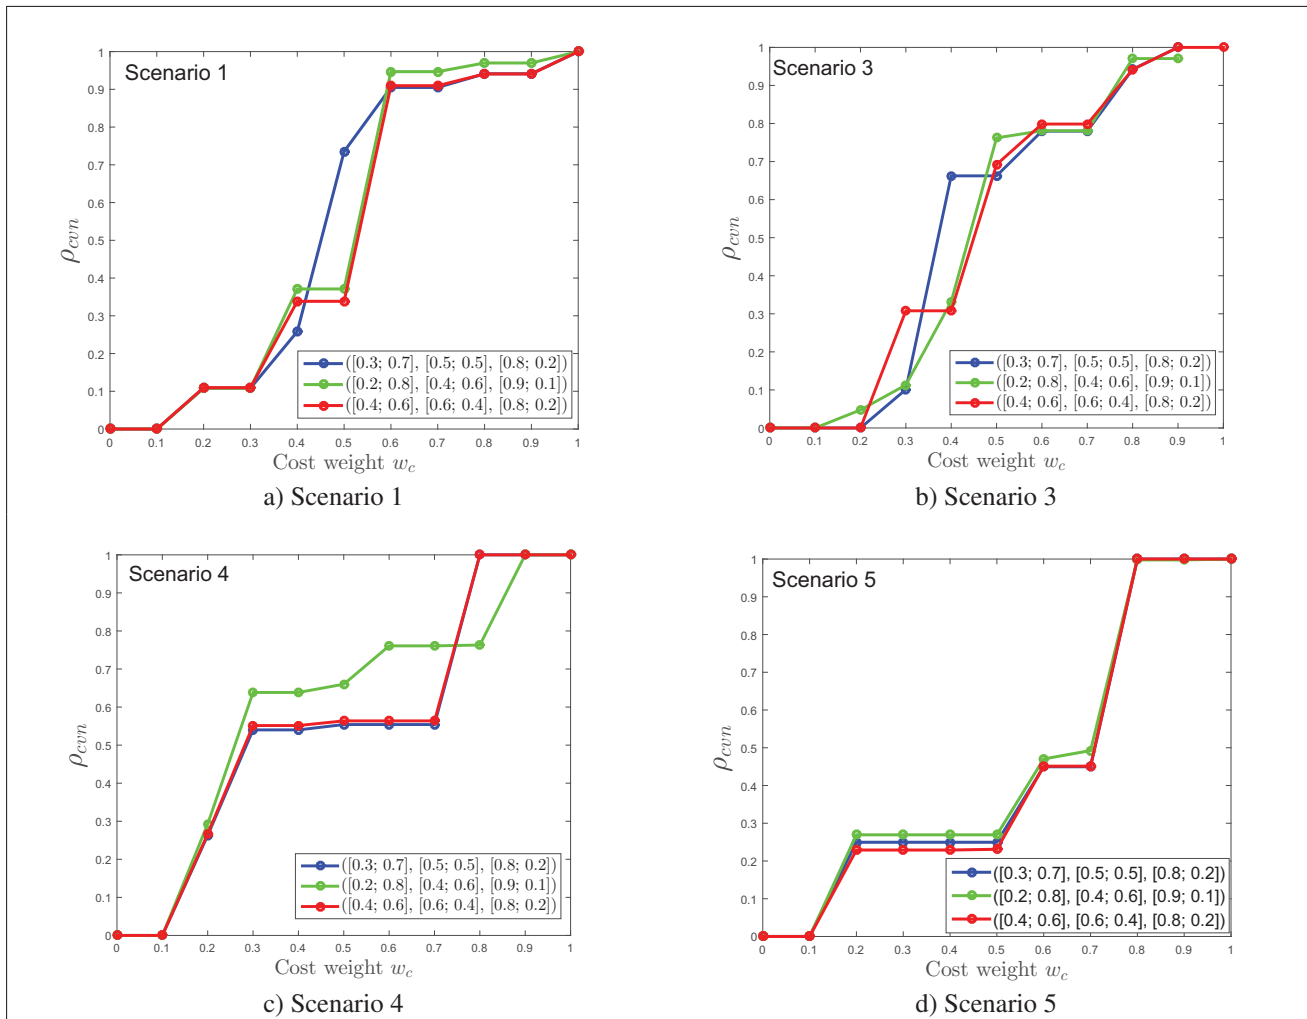 Scenario 1
1
0.9
0.8
0.7
0.6
0.5
0.4
0.3
0.2
0.1
0
ρcvn
([0.3; 0.7], [0.5; 0.5], [0.8; 0.2])
([0.2; 0.8], [0.4; 0.6], [0.9; 0.1])
([0.4; 0.6], [0.6; 0.4], [0.8; 0.2])
0 0.1 0.2 0.3 0.4 0.5 0.6 0.7 0.8 0.9 1
Cost weight wc
a) Scenario 1
Scenario 3
1
0.9
0.8
0.7
0.6
0.5
0.4
0.3
0.2
0.1
0
ρcvn
([0.3; 0.7], [0.5; 0.5], [0.8; 0.2])
([0.2; 0.8], [0.4; 0.6], [0.9; 0.1])
([0.4; 0.6], [0.6; 0.4], [0.8; 0.2])
0 0.1 0.2 0.3 0.4 0.5 0.6 0.7 0.8 0.9 1
Cost weight wc
b) Scenario 3
Scenario 4
1
0.9
0.8
0.7
0.6
0.5
0.4
0.3
0.2
0.1
0
ρcvn
([0.3; 0.7], [0.5; 0.5], [0.8; 0.2])
([0.2; 0.8], [0.4; 0.6], [0.9; 0.1])
([0.4; 0.6], [0.6; 0.4], [0.8; 0.2])
0 0.1 0.2 0.3 0.4 0.5 0.6 0.7 0.8 0.9 1
Cost weight wc
c) Scenario 4
Scenario 5
1
0.9
0.8
0.7
0.6
0.5
0.4
0.3
0.2
0.1
0
ρcvn
([0.3; 0.7], [0.5; 0.5], [0.8; 0.2])
([0.2; 0.8], [0.4; 0.6], [0.9; 0.1])
([0.4; 0.6], [0.6; 0.4], [0.8; 0.2])
0 0.1 0.2 0.3 0.4 0.5 0.6 0.7 0.8 0.9 1
Cost weight wc
d) Scenario 5